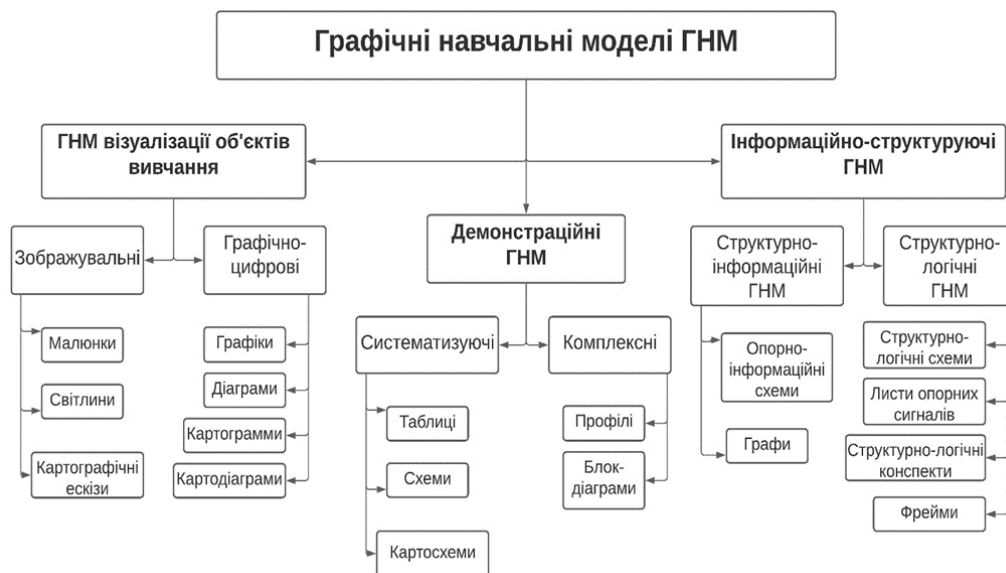 Графічні навчальні моделі ГНМ
ГНМ візуалізації об'єктів
вивчання
Інформаційно-структуруючі
ГНМ
Демонстраційні
ГНМ
Зображувальні
Графічно-
цифрові
Структурно-
інформаційні
ГНМ
Структурно-
логічні
ГНМ
Малюнки
Світлини
Картографічні
ескізи
Графіки
Діаграми
Картограмми
Картодіаграми
Систематизуючі
Комплексні
Таблиці
Схеми
Картосхеми
Профілі
Блок-
діаграми
Опорно-
інформаційні
схеми
Графи
Структурно-
логічні схеми
Листи опорних
сигналів
Структурно-логічні
конспекти
Фрейми